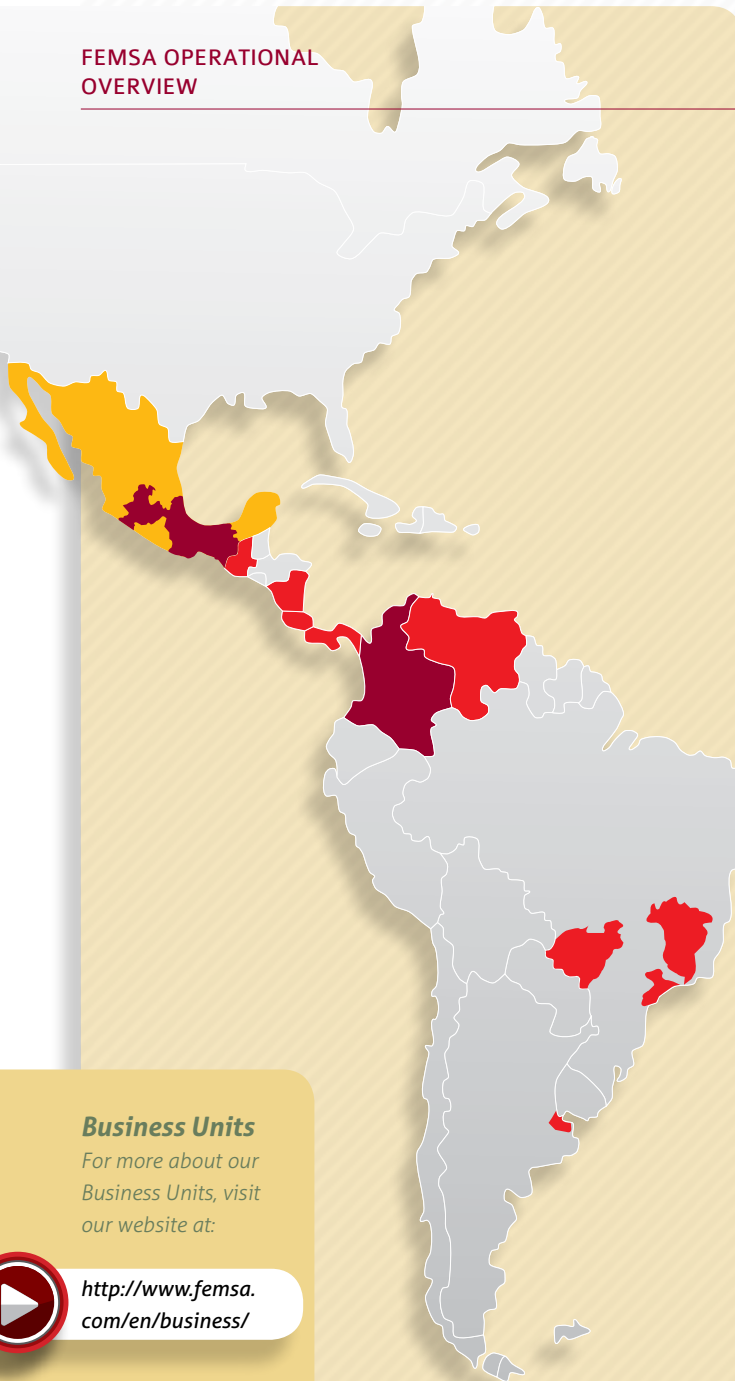 FEMSA OPERATIONAL
OVERVIEW
Business Units
For more about our
Business Units, visit
our website at:
http://www.femsa.
com/en/business/